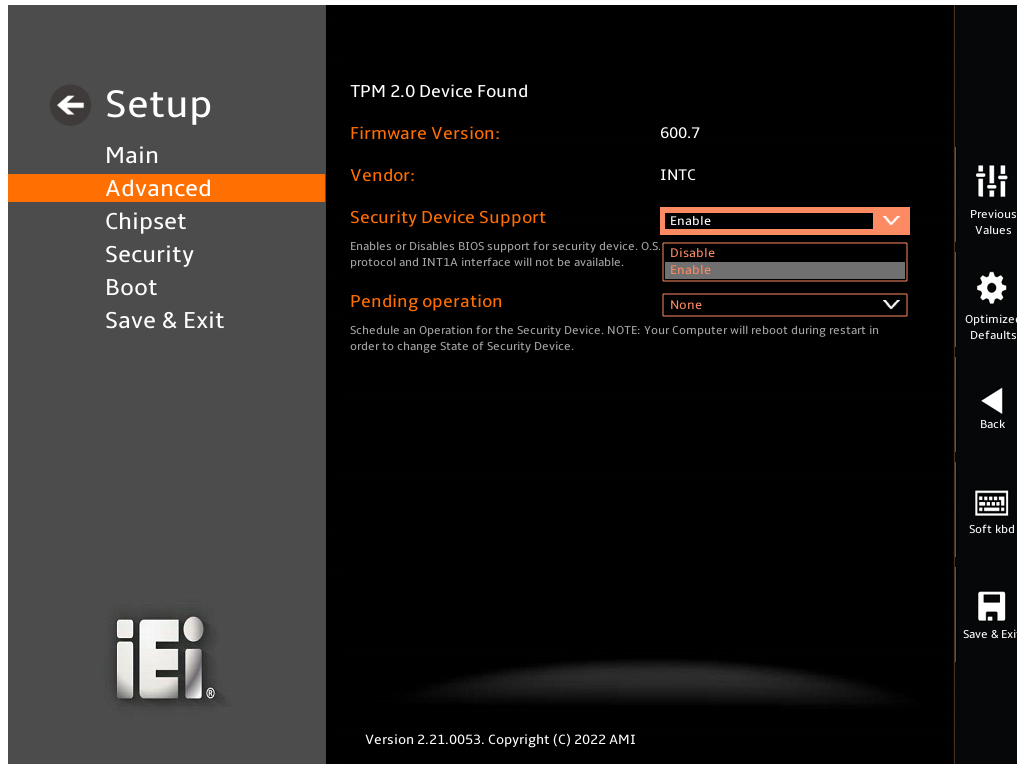 Setup
Main
Advanced
Chipset
Security
Boot
Save & Exit
iEi®
TPM 2.0 Device Found
Firmware Version: 600.7
Vendor: INTC
Security Device Support Enable
Enables or Disables BIOS support for security device. O.S.
protocol and INT1A interface will not be available.
Disable
Enable
Pending operation None
Schedule an Operation for the Security Device. NOTE: Your Computer will reboot during restart in
order to change State of Security Device.
Version 2.21.0053. Copyright (C) 2022 AMI
Previous
Values
Optimized
Defaults
Back
Soft kbd
Save & Exit